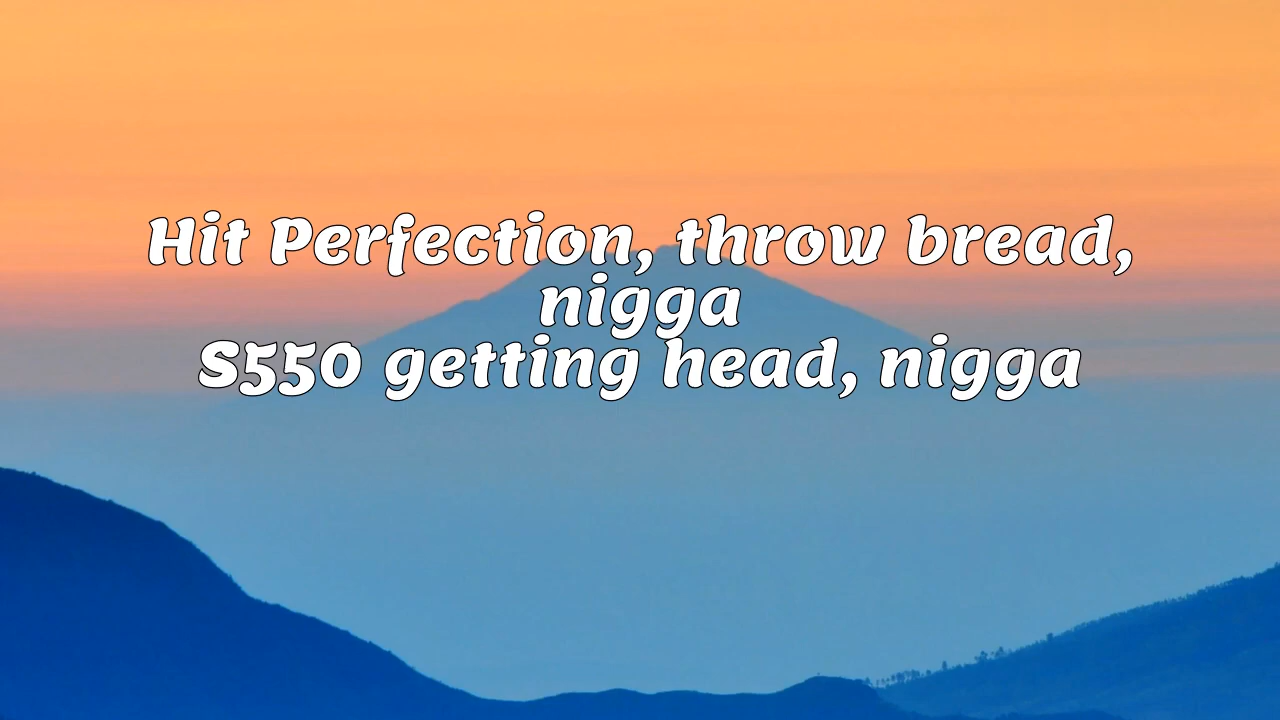 Hit Perfection, throw bread,
nigga
S550 getting head, nigga